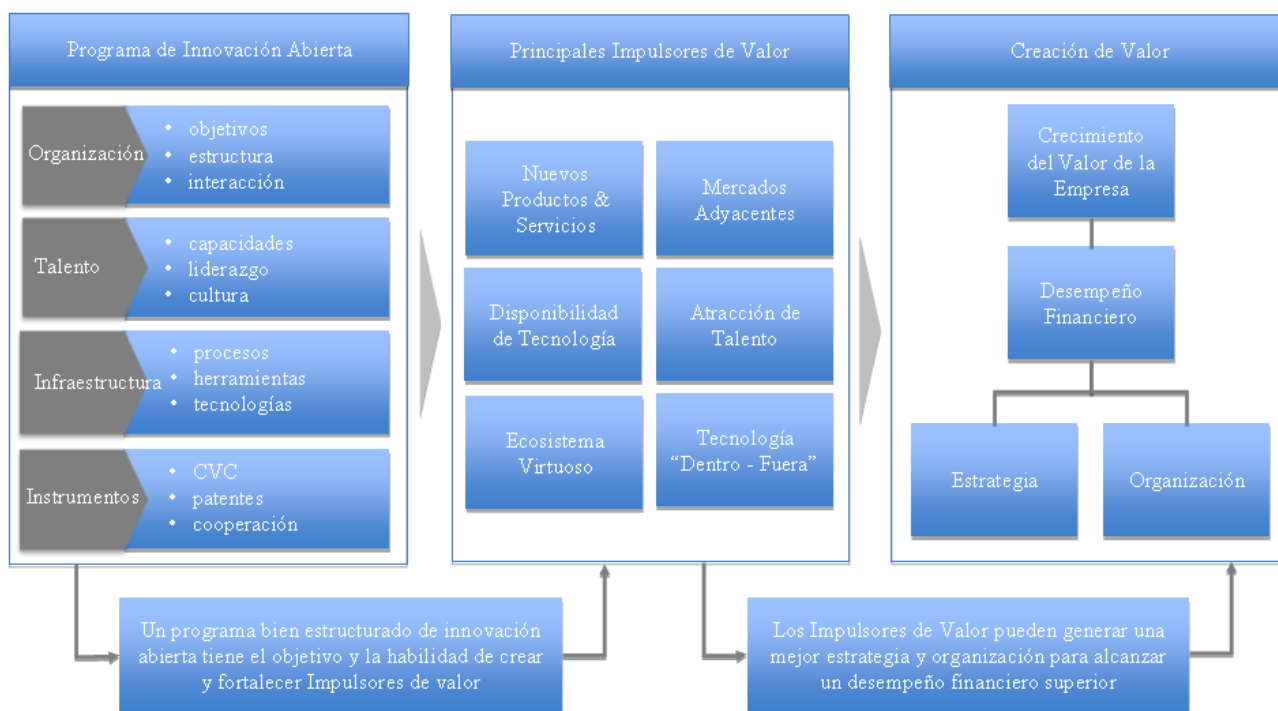 Programa de Innovación Abierta
Organización
• objetivos
• estructura
• interacción
Talento
• capacidades
• liderazgo
• cultura
Infraestructura
• procesos
• herramientas
• tecnologías
Instrumentos
• CVC
• patentes
• cooperación
Principales Impulsores de Valor
Nuevos
Productos &
Servicios
Mercados
Adyacentes
Disponibilidad
de Tecnología
Atracción de
Talento
Ecosistema
Virtuoso
Tecnología
“Dentro - Fuera”
Creación de Valor
Crecimiento
del Valor de la
Empresa
Desempeño
Financiero
Estrategia
Organización
Un programa bien estructurado de innovación
abierta tiene el objetivo y la habilidad de crear
y fortalecer Impulsores de valor
Los Impulsores de Valor pueden generar una
mejor estrategia y organización para alcanzar
un desempeño financiero superior